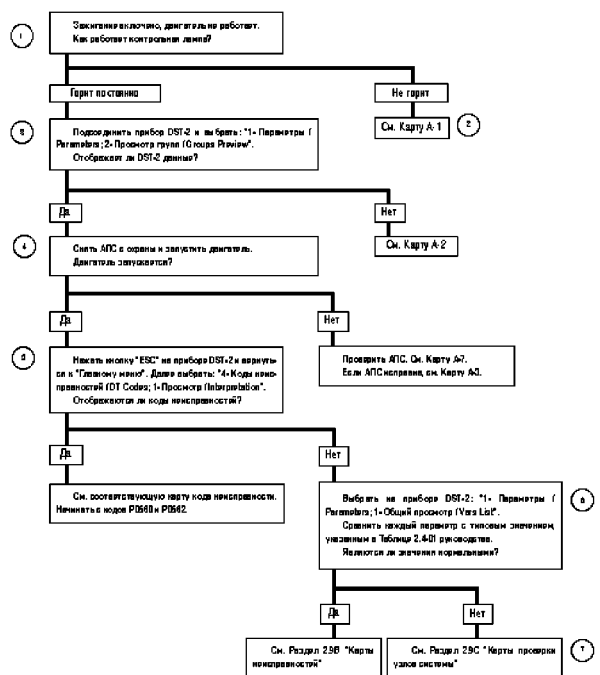 1
Зажигание включено, двигатель не работает.
Как работает контрольная лампа?
Горит постоянно
Не горит
3
Подсоединить прибор DST-2 и выбрать: "1- Параметры /
Parameters; 2- Просмотр групп /Groups Preview".
Отображает ли DST-2 данные?
См. Карту А-1
2
Да
Нет
4
Снять АПС с охраны и запустить двигатель.
Двигатель запускается?
См. Карту А-2
Да
Нет
5
Нажать кнопку "ESC" на приборе DST-2 и вернуть-
ся к "Главному меню". Далее выбрать: "4- Коды неис-
правностей /DT Codes; 1- Просмотр /Interpretation".
Отображаются ли коды неисправностей?
Проверить АПС. См. Карту А-7.
Если АПС исправна, см. Карту А-3.
Да
Нет
См. соответствующую карту кода неисправности.
Начинать с кодов P0560 и P0562.
Выбрать на приборе DST-2: "1- Параметры /
Parameters; 1- Общий просмотр /Vars List".
Сравнить каждый параметр с типовым значением,
указанным в Таблице 2.4-01 руководства.
Являются ли значения нормальными?
6
Да
Нет
См. Раздел 2.9В "Карты
неисправностей"
См. Раздел 2.9С "Карты проверки
узлов системы"
7